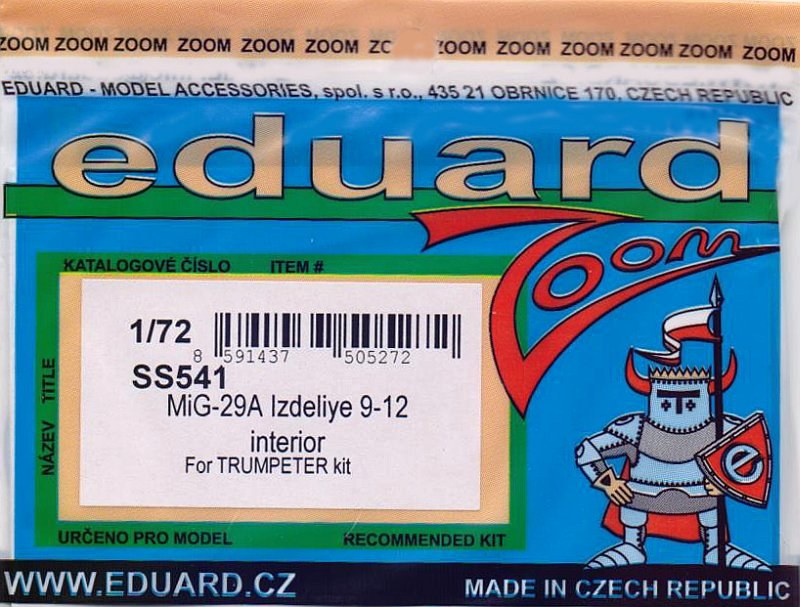 ZOOM ZOOM ZOOM ZOOM ZOOM ZOOM ZO ZOOM ZOOM ZOOM ZOOM ZOOM ZOOM
EDUARD - MODEL ACCESSORIES, spol. s r.o., 435 21 OBRNICE 170, CZECH REPUBLIC
eduard
Zoom
KATALOGOVÉ ČÍSLO ITEM #
1/72
8 591437 505272
SS541
MiG-29A Izdeliye 9-12
interior
For TRUMPETER kit
NÁZEV TITLE
e
URČENO PRO MODEL RECOMMENDED KIT
WWW.EDUARD.CZ
MADE IN CZECH REPUBLIC